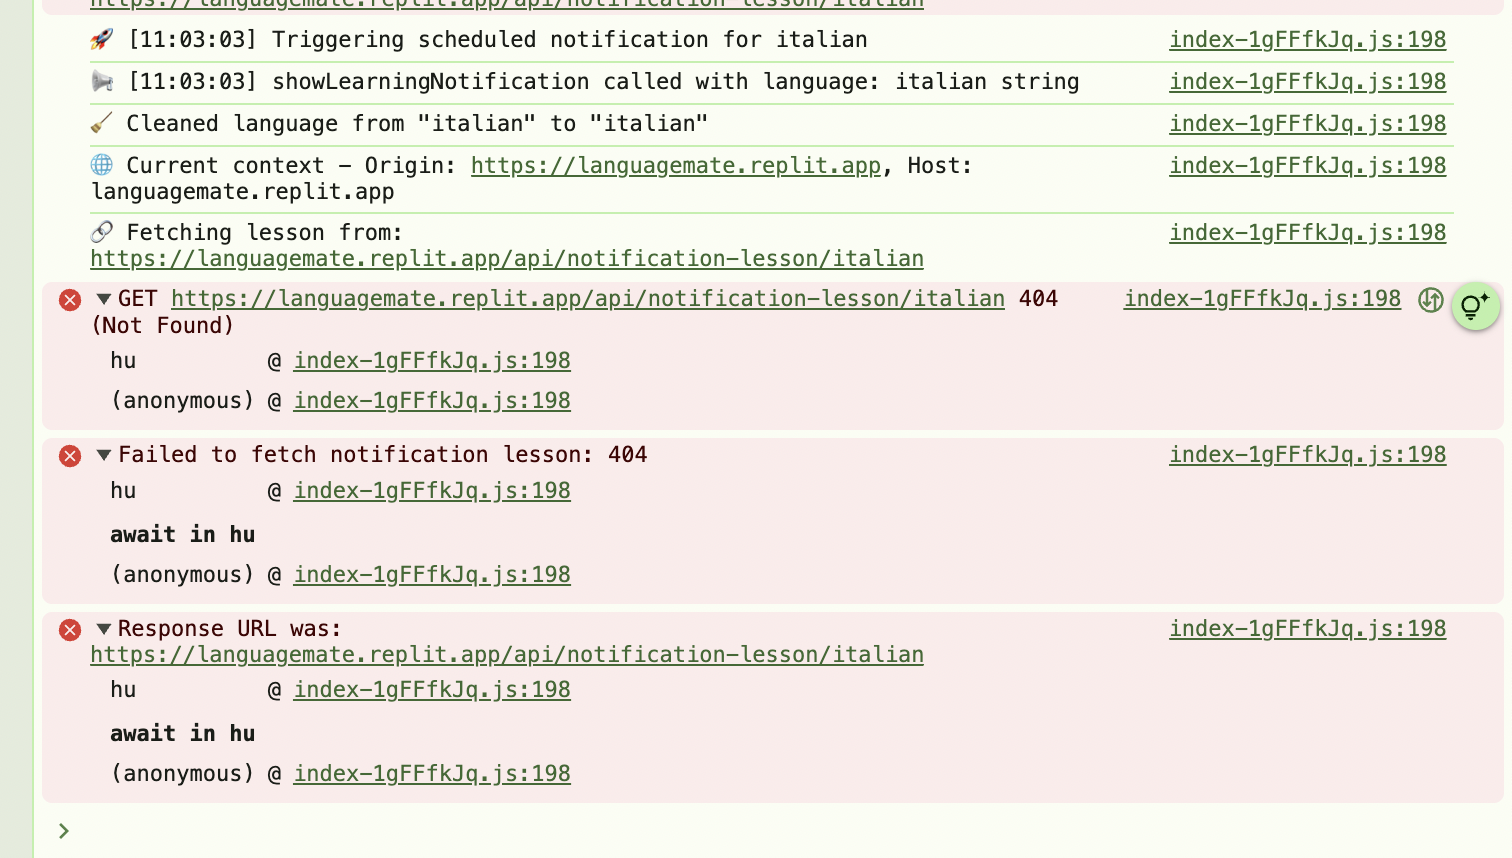 https://languagemate.replit.app/api/notification-lesson/italian
🚀 [11:03:03] Triggering scheduled notification for italian index-1gFFfkJq.js:198
📢 [11:03:03] showLearningNotification called with language: italian string index-1gFFfkJq.js:198
🧹 Cleaned language from "italian" to "italian" index-1gFFfkJq.js:198
🌐 Current context – Origin: https://languagemate.replit.app, Host: index-1gFFfkJq.js:198
languagemate.replit.app
🔗 Fetching lesson from: index-1gFFfkJq.js:198
https://languagemate.replit.app/api/notification-lesson/italian
▼GET https://languagemate.replit.app/api/notification-lesson/italian 404 index-1gFFfkJq.js:198
(Not Found)
hu @ index-1gFFfkJq.js:198
(anonymous) @ index-1gFFfkJq.js:198
▼Failed to fetch notification lesson: 404 index-1gFFfkJq.js:198
hu @ index-1gFFfkJq.js:198
await in hu
(anonymous) @ index-1gFFfkJq.js:198
▼Response URL was: index-1gFFfkJq.js:198
https://languagemate.replit.app/api/notification-lesson/italian
hu @ index-1gFFfkJq.js:198
await in hu
(anonymous) @ index-1gFFfkJq.js:198
>